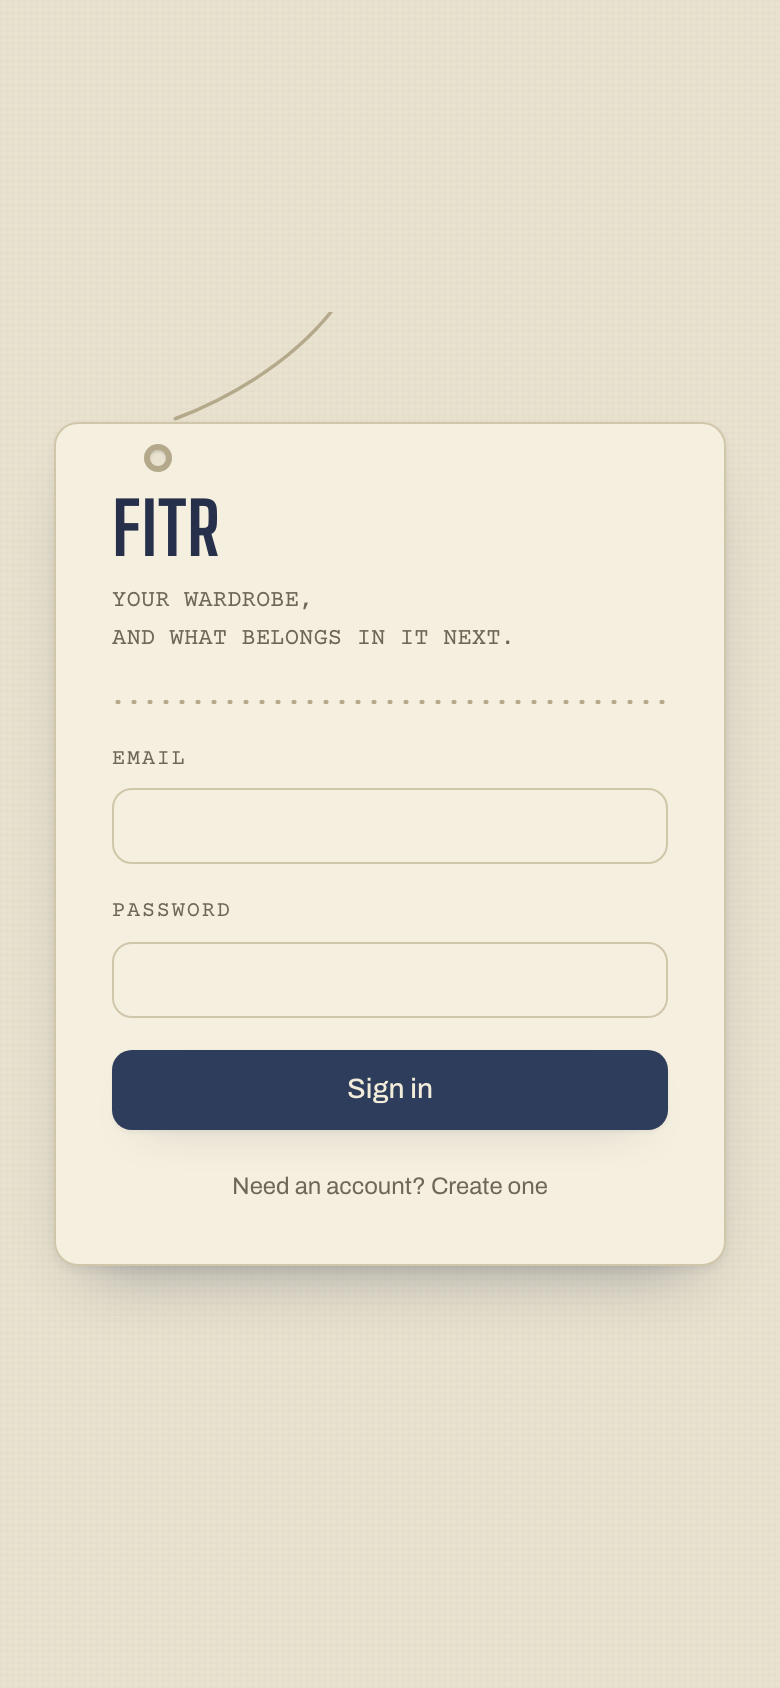 FITR
YOUR WARDROBE,
AND WHAT BELONGS IN IT NEXT.
EMAIL
PASSWORD
Sign in
Need an account? Create one